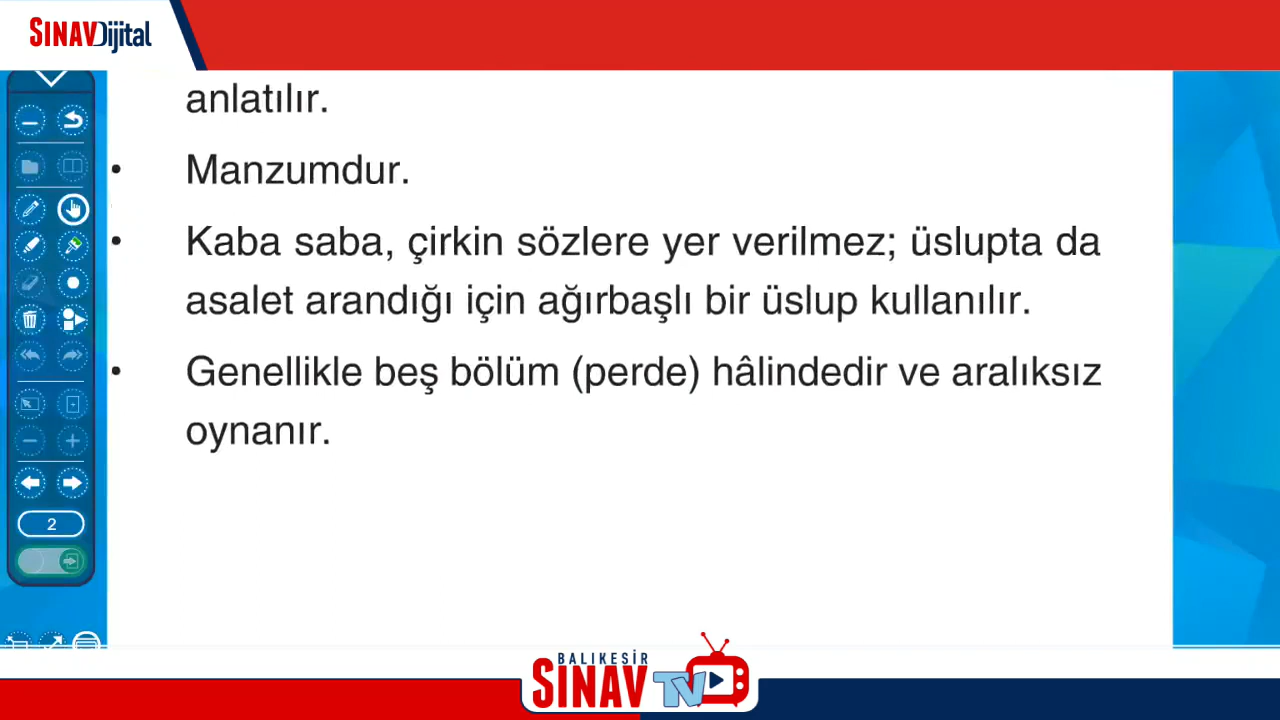 SINAVDijital
anlatılır.
• Manzumdur.
• Kaba saba, çirkin sözlere yer verilmez; üslupta da
asalet arandığı için ağırbaşlı bir üslup kullanılır.
• Genellikle beş bölüm (perde) hâlindedir ve aralıksız
oynanır.
2
BALIKESİR
SINAV TV